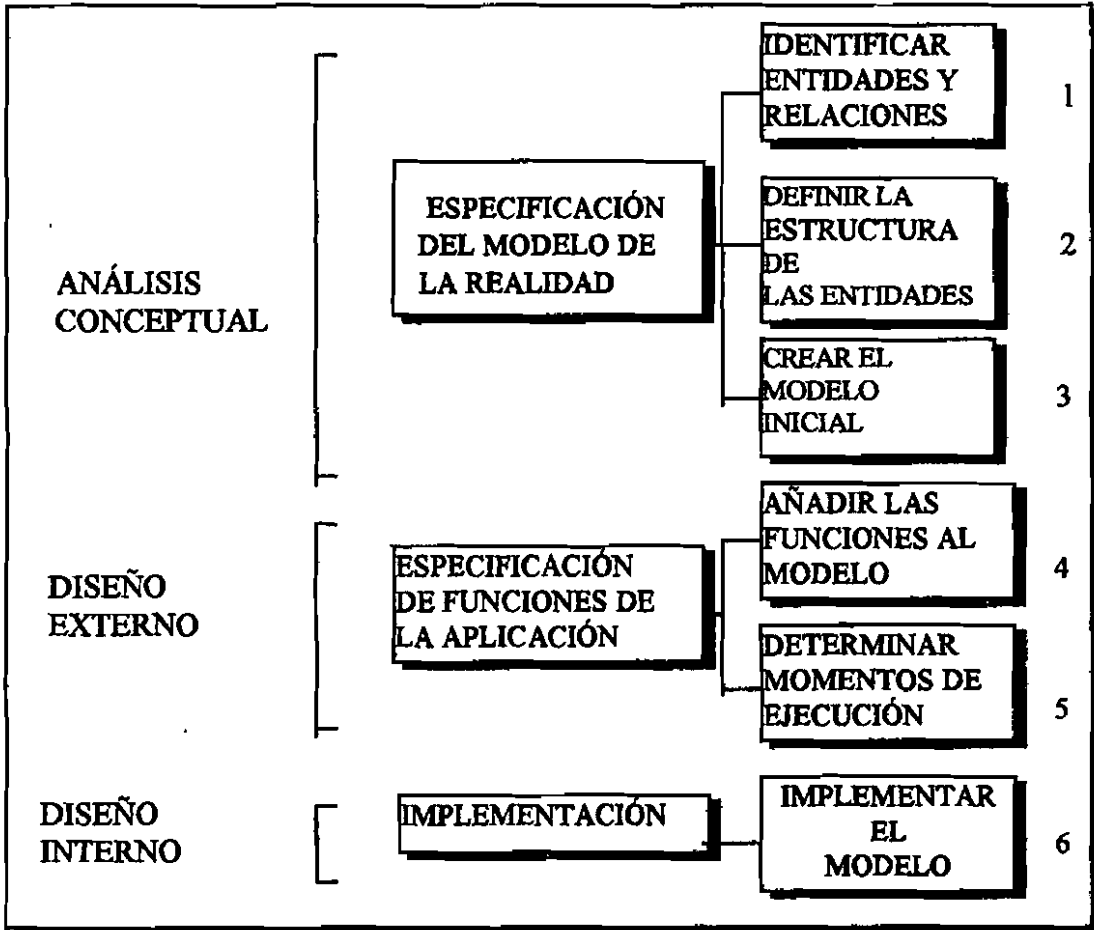 ANÁLISIS
CONCEPTUAL
ESPECIFICACIÓN
DEL MODELO DE
LA REALIDAD
IDENTIFICAR
ENTIDADES Y
RELACIONES
1
DEFINIR LA
ESTRUCTURA
DE
LAS ENTIDADES
2
CREAR EL
MODELO
INICIAL
3
DISEÑO
EXTERNO
ESPECIFICACIÓN
DE FUNCIONES DE
LA APLICACIÓN
AÑADIR LAS
FUNCIONES AL
MODELO
4
DETERMINAR
MOMENTOS DE
EJECUCIÓN
5
DISEÑO
INTERNO
IMPLEMENTACIÓN
IMPLEMENTAR
EL
MODELO
6